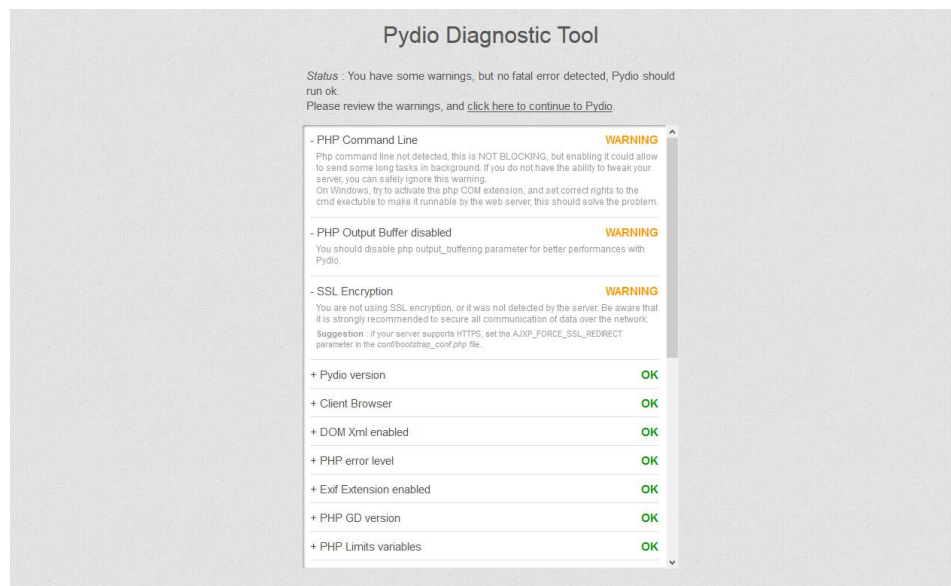 Pydio Diagnostic Tool
Status : You have some warnings, but no fatal error detected, Pydio should
run ok.
Please review the warnings, and click here to continue to Pydio.
- PHP Command Line WARNING
Php command line not detected, this is NOT BLOCKING, but enabling it could allow
to send some long tasks in background. If you do not have the ability to tweak your
server, you can safely ignore this warning.
On Windows, try to activate the php COM extension, and set correct rights to the
cmd exectuble to make it runnable by the web server, this should solve the problem.
- PHP Output Buffer disabled WARNING
You should disable php output_buffering parameter for better performances with
Pydio.
- SSL Encryption WARNING
You are not using SSL encryption, or it was not detected by the server. Be aware that
it is strongly recommended to secure all communication of data over the network.
Suggestion : if your server supports HTTPS, set the AJXP_FORCE_SSL_REDIRECT
parameter in the conf/bootstrap_conf.php file.
+ Pydio version OK
+ Client Browser OK
+ DOM Xml enabled OK
+ PHP error level OK
+ Exif Extension enabled OK
+ PHP GD version OK
+ PHP Limits variables OK